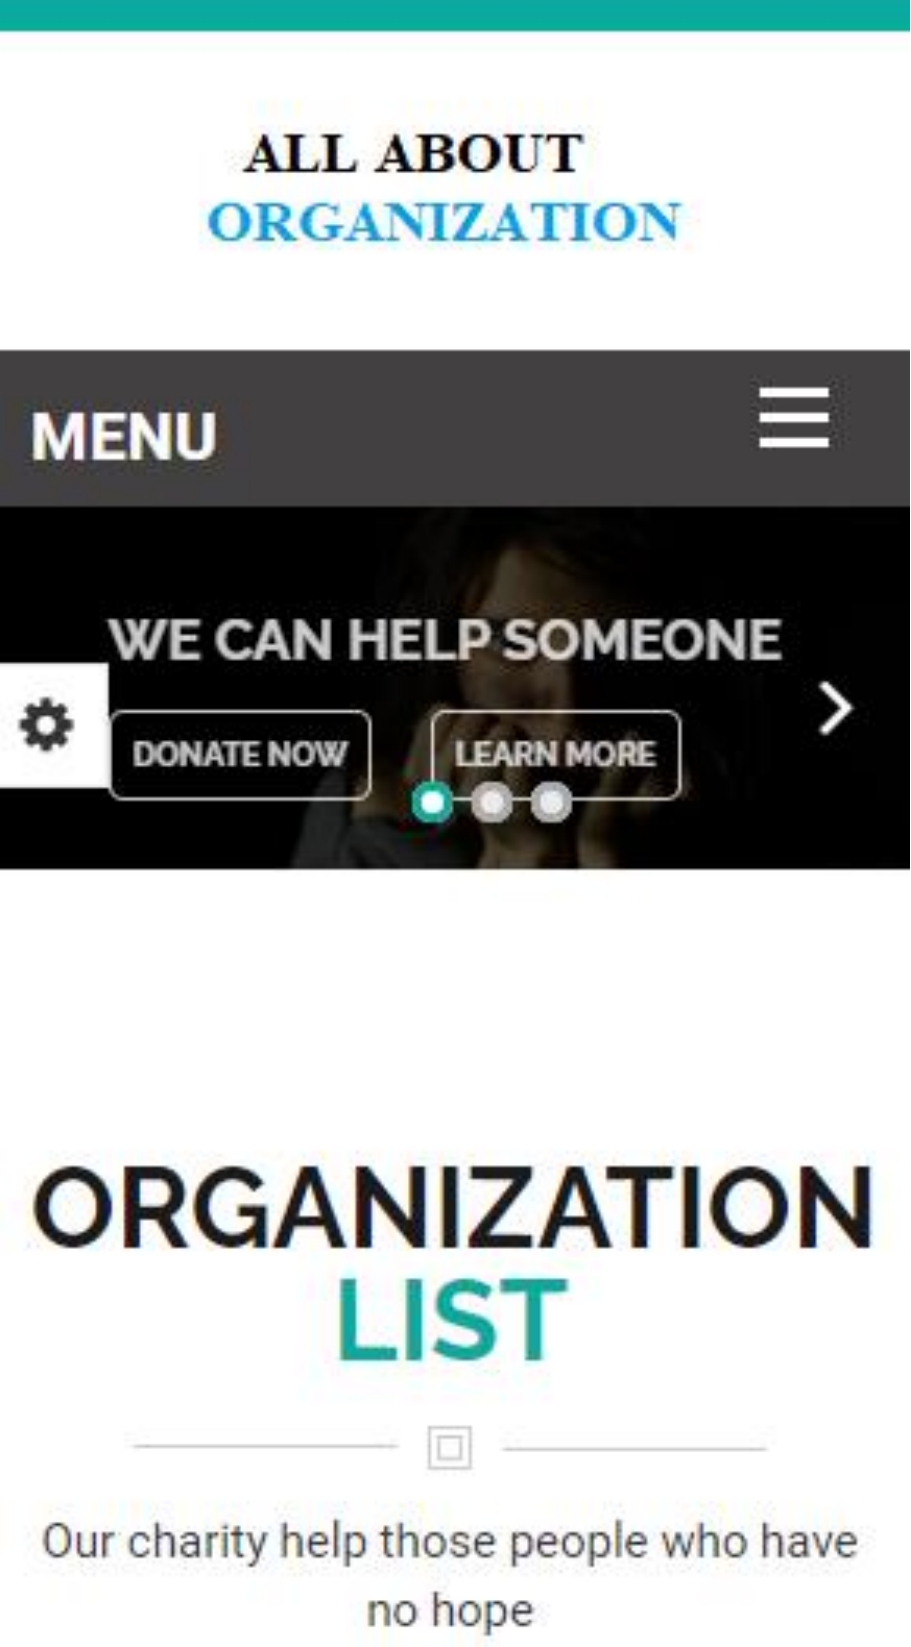 ALL ABOUT
ORGANIZATION
MENU
WE CAN HELP SOMEONE
DONATE NOW LEARN MORE
ORGANIZATION
LIST
Our charity help those people who have
no hope